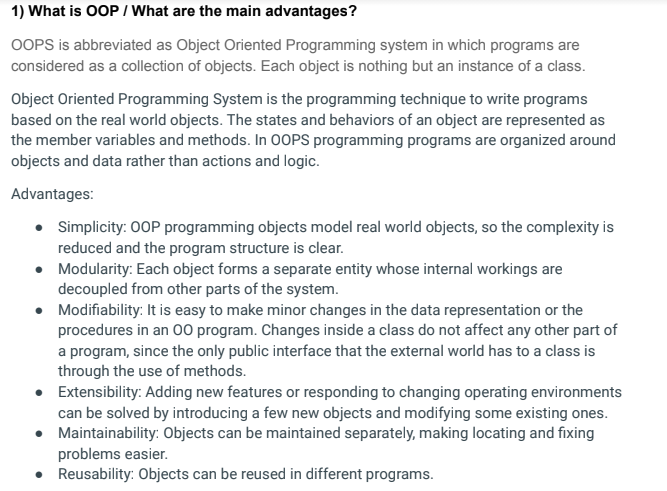 1) What is OOP / What are the main advantages?
OOPS is abbreviated as Object Oriented Programming system in which programs are
considered as a collection of objects. Each object is nothing but an instance of a class.
Object Oriented Programming System is the programming technique to write programs
based on the real world objects. The states and behaviors of an object are represented as
the member variables and methods. In OOPS programming programs are organized around
objects and data rather than actions and logic.
Advantages:
● Simplicity: OOP programming objects model real world objects, so the complexity is
reduced and the program structure is clear.
● Modularity: Each object forms a separate entity whose internal workings are
decoupled from other parts of the system.
● Modifiability: It is easy to make minor changes in the data representation or the
procedures in an OO program. Changes inside a class do not affect any other part of
a program, since the only public interface that the external world has to a class is
through the use of methods.
● Extensibility: Adding new features or responding to changing operating environments
can be solved by introducing a few new objects and modifying some existing ones.
● Maintainability: Objects can be maintained separately, making locating and fixing
problems easier.
● Reusability: Objects can be reused in different programs.